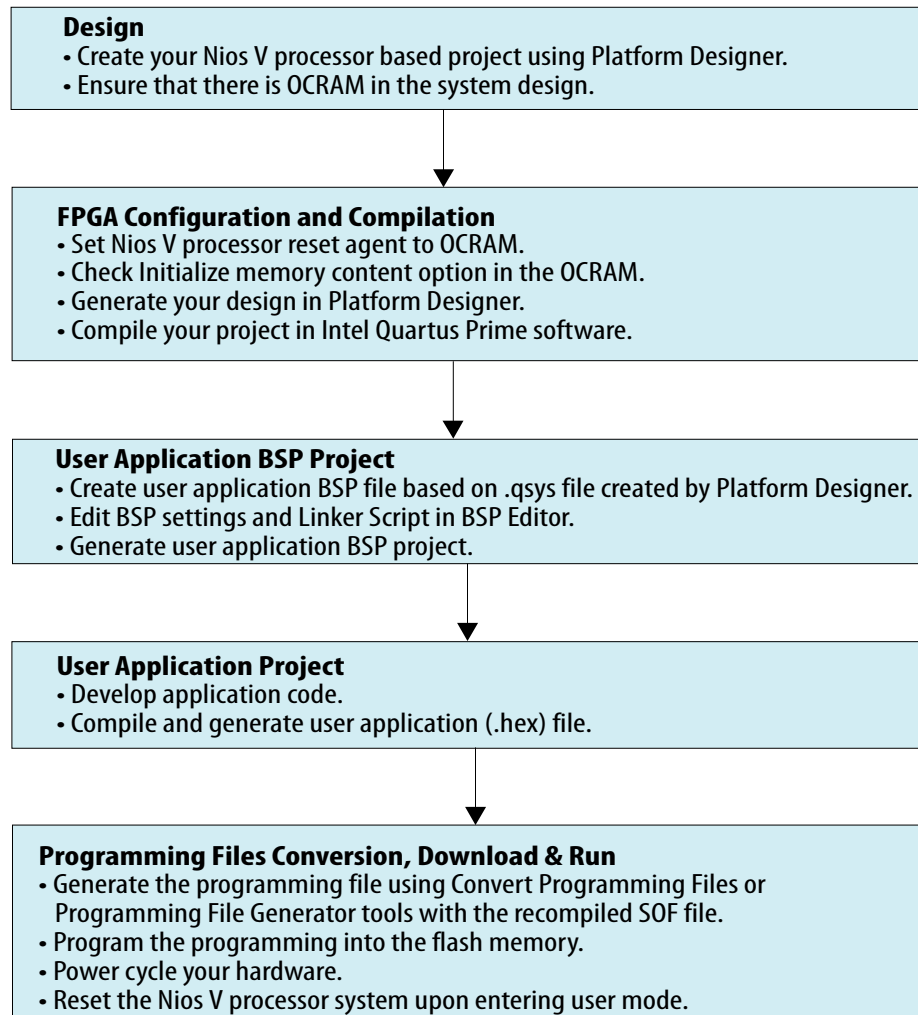 Design
• Create your Nios V processor based project using Platform Designer.
• Ensure that there is OCRAM in the system design.
FPGA Configuration and Compilation
• Set Nios V processor reset agent to OCRAM.
• Check Initialize memory content option in the OCRAM.
• Generate your design in Platform Designer.
• Compile your project in Intel Quartus Prime software.
User Application BSP Project
• Create user application BSP file based on .qsys file created by Platform Designer.
• Edit BSP settings and Linker Script in BSP Editor.
• Generate user application BSP project.
User Application Project
• Develop application code.
• Compile and generate user application (.hex) file.
Programming Files Conversion, Download & Run
• Generate the programming file using Convert Programming Files or
Programming File Generator tools with the recompiled SOF file.
• Program the programming into the flash memory.
• Power cycle your hardware.
• Reset the Nios V processor system upon entering user mode.